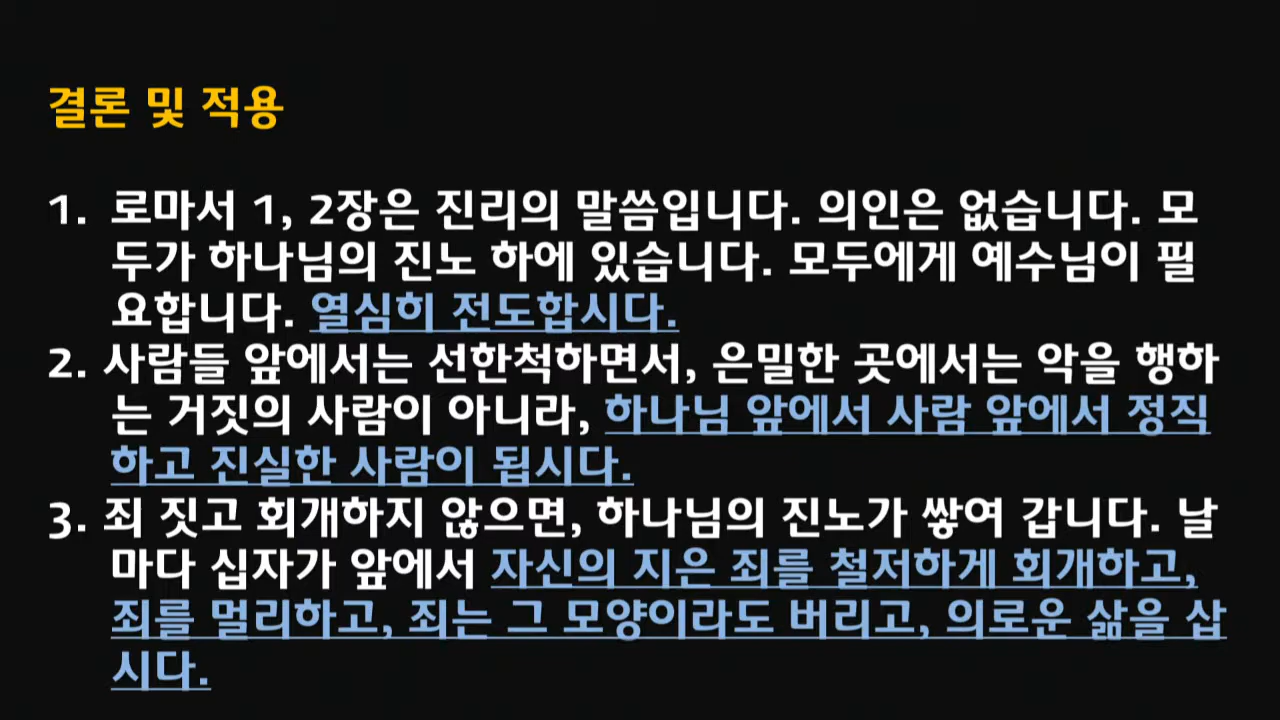 결론 및 적용
1. 로마서 1, 2장은 진리의 말씀입니다. 의인은 없습니다. 모
두가 하나님의 진노 하에 있습니다. 모두에게 예수님이 필
요합니다. 열심히 전도합시다.
2. 사람들 앞에서는 선한척하면서, 은밀한 곳에서는 악을 행하
는 거짓의 사람이 아니라, 하나님 앞에서 사람 앞에서 정직
하고 진실한 사람이 됩시다.
3. 죄 짓고 회개하지 않으면, 하나님의 진노가 쌓여 갑니다. 날
마다 십자가 앞에서 자신의 지은 죄를 철저하게 회개하고,
죄를 멀리하고, 죄는 그 모양이라도 버리고, 의로운 삶을 삽
시다.